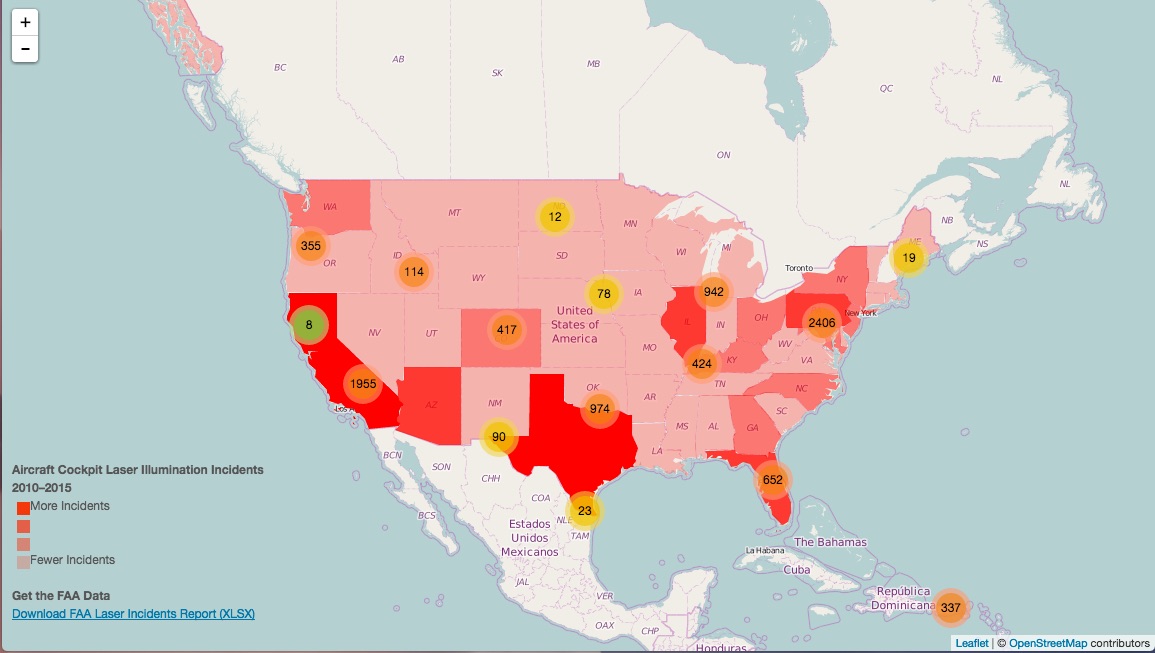 +
−
BC
AB
SK
MB
ON
QC
NL
NL
NB
NS
WA
MT
ND
MN
ME
OR
ID
WY
SD
WI
MI
Toronto
NY
New York
NV
UT
IA
IL
IN
OH
United
States of
America
MO
KY
WV
VA
AZ
NM
OK
AR
TN
NC
SC
MS
AL
GA
LA
355
114
12
78
942
19
2406
8
417
424
1955
974
90
652
23
337
BCN
SON
CHH
COA
BCS
NLE
TAM
Estados
Unidos
Mexicanos
JAL
VER
OAX
CHP
Honduras
The Bahamas
La Habana
Cuba
República
Dominicana
Aircraft Cockpit Laser Illumination Incidents
2010–2015
More Incidents
Fewer Incidents
Get the FAA Data
Download FAA Laser Incidents Report (XLSX)
Leaflet | © OpenStreetMap contributors